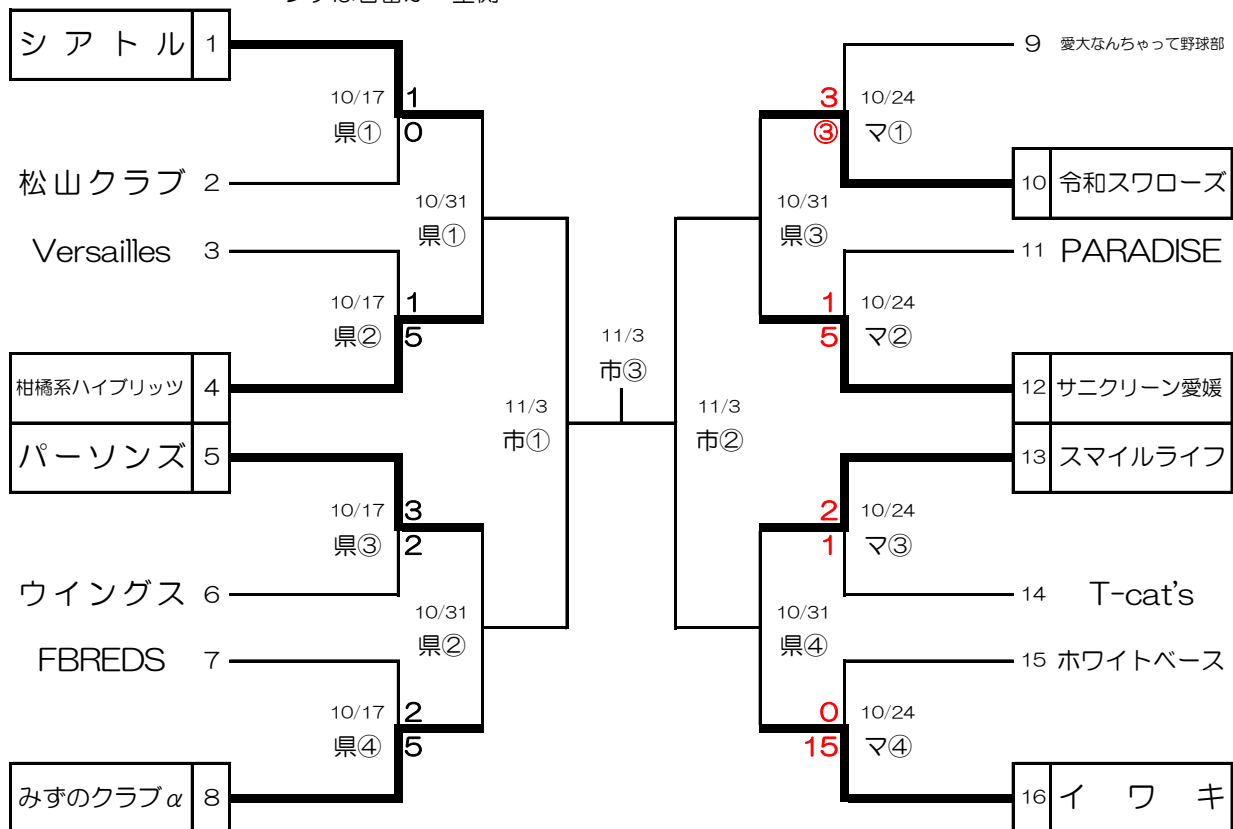 シアトル 1
10/17 1
県① 0
松山クラブ 2
10/31
県①
Versailles 3
10/17 1
県② 5
柑橘系ハイブリッツ 4
11/3
市①
パーソンズ 5
10/17 3
県③ 2
ウイングス 6
10/31
県②
FBREDS 7
10/17 2
県④ 5
みずのクラブα 8
11/3
市③
9 愛大なんちゃって野球部
3 10/24
③ マ①
10 令和スワローズ
10/31
県③
11 PARADISE
1 10/24
5 マ②
12 サニクリーン愛媛
11/3
市②
13 スマイルライフ
2 10/24
1 マ③
14 T-cat's
10/31
県④
15 ホワイトベース
0 10/24
15 マ④
16 イワキ